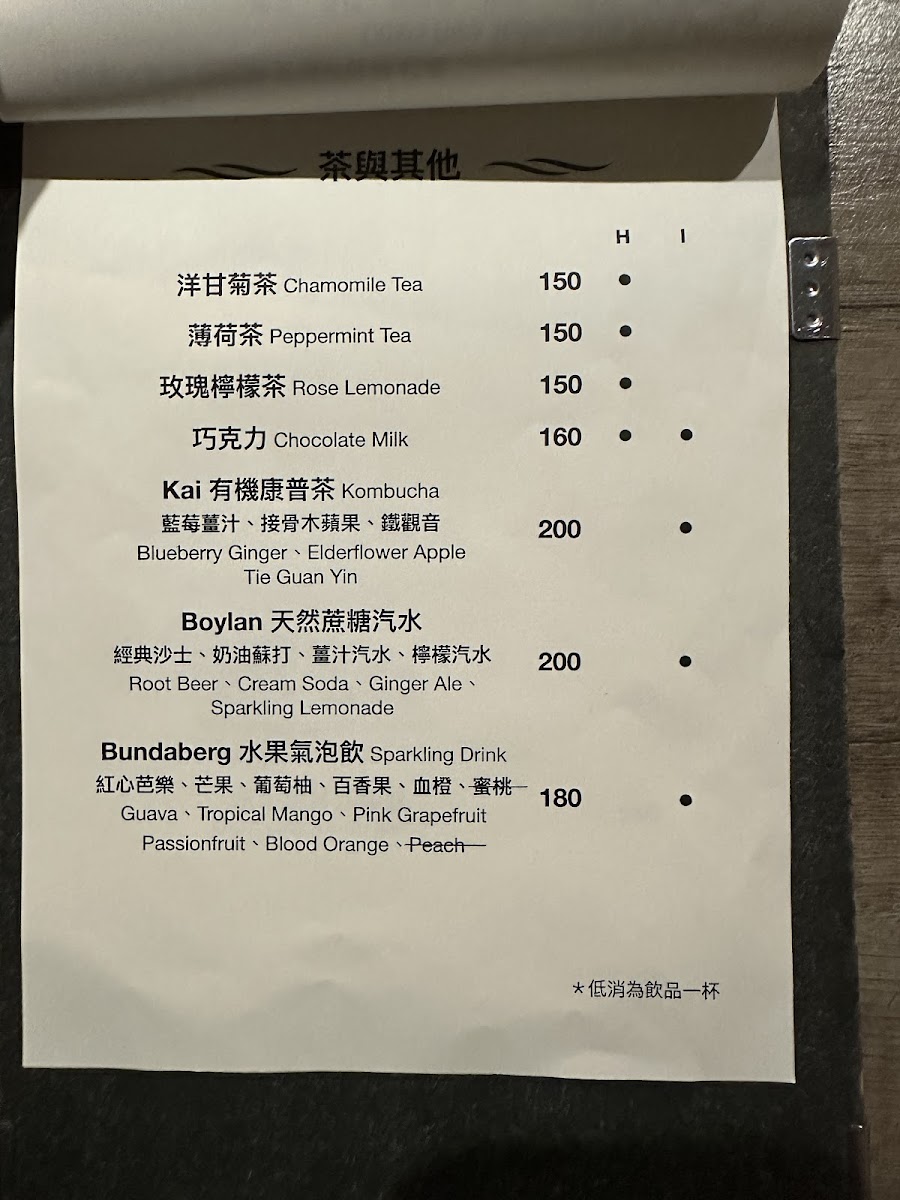 茶與其他
H I
洋甘菊茶 Chamomile Tea 150 •
薄荷茶 Peppermint Tea 150 •
玫瑰檸檬茶 Rose Lemonade 150 •
巧克力 Chocolate Milk 160 • •
Kai 有機康普茶 Kombucha
藍莓薑汁、接骨木蘋果、鐵觀音
200 •
Blueberry Ginger、Elderflower Apple
Tie Guan Yin
Boylan 天然蔗糖汽水
經典沙士、奶油蘇打、薑汁汽水、檸檬汽水
200 •
Root Beer、Cream Soda、Ginger Ale、
Sparkling Lemonade
Bundaberg 水果氣泡飲 Sparkling Drink
紅心芭樂、芒果、葡萄柚、百香果、血橙、蜜桃
180 •
Guava、Tropical Mango、Pink Grapefruit
Passionfruit、Blood Orange、Peach
＊低消為飲品一杯